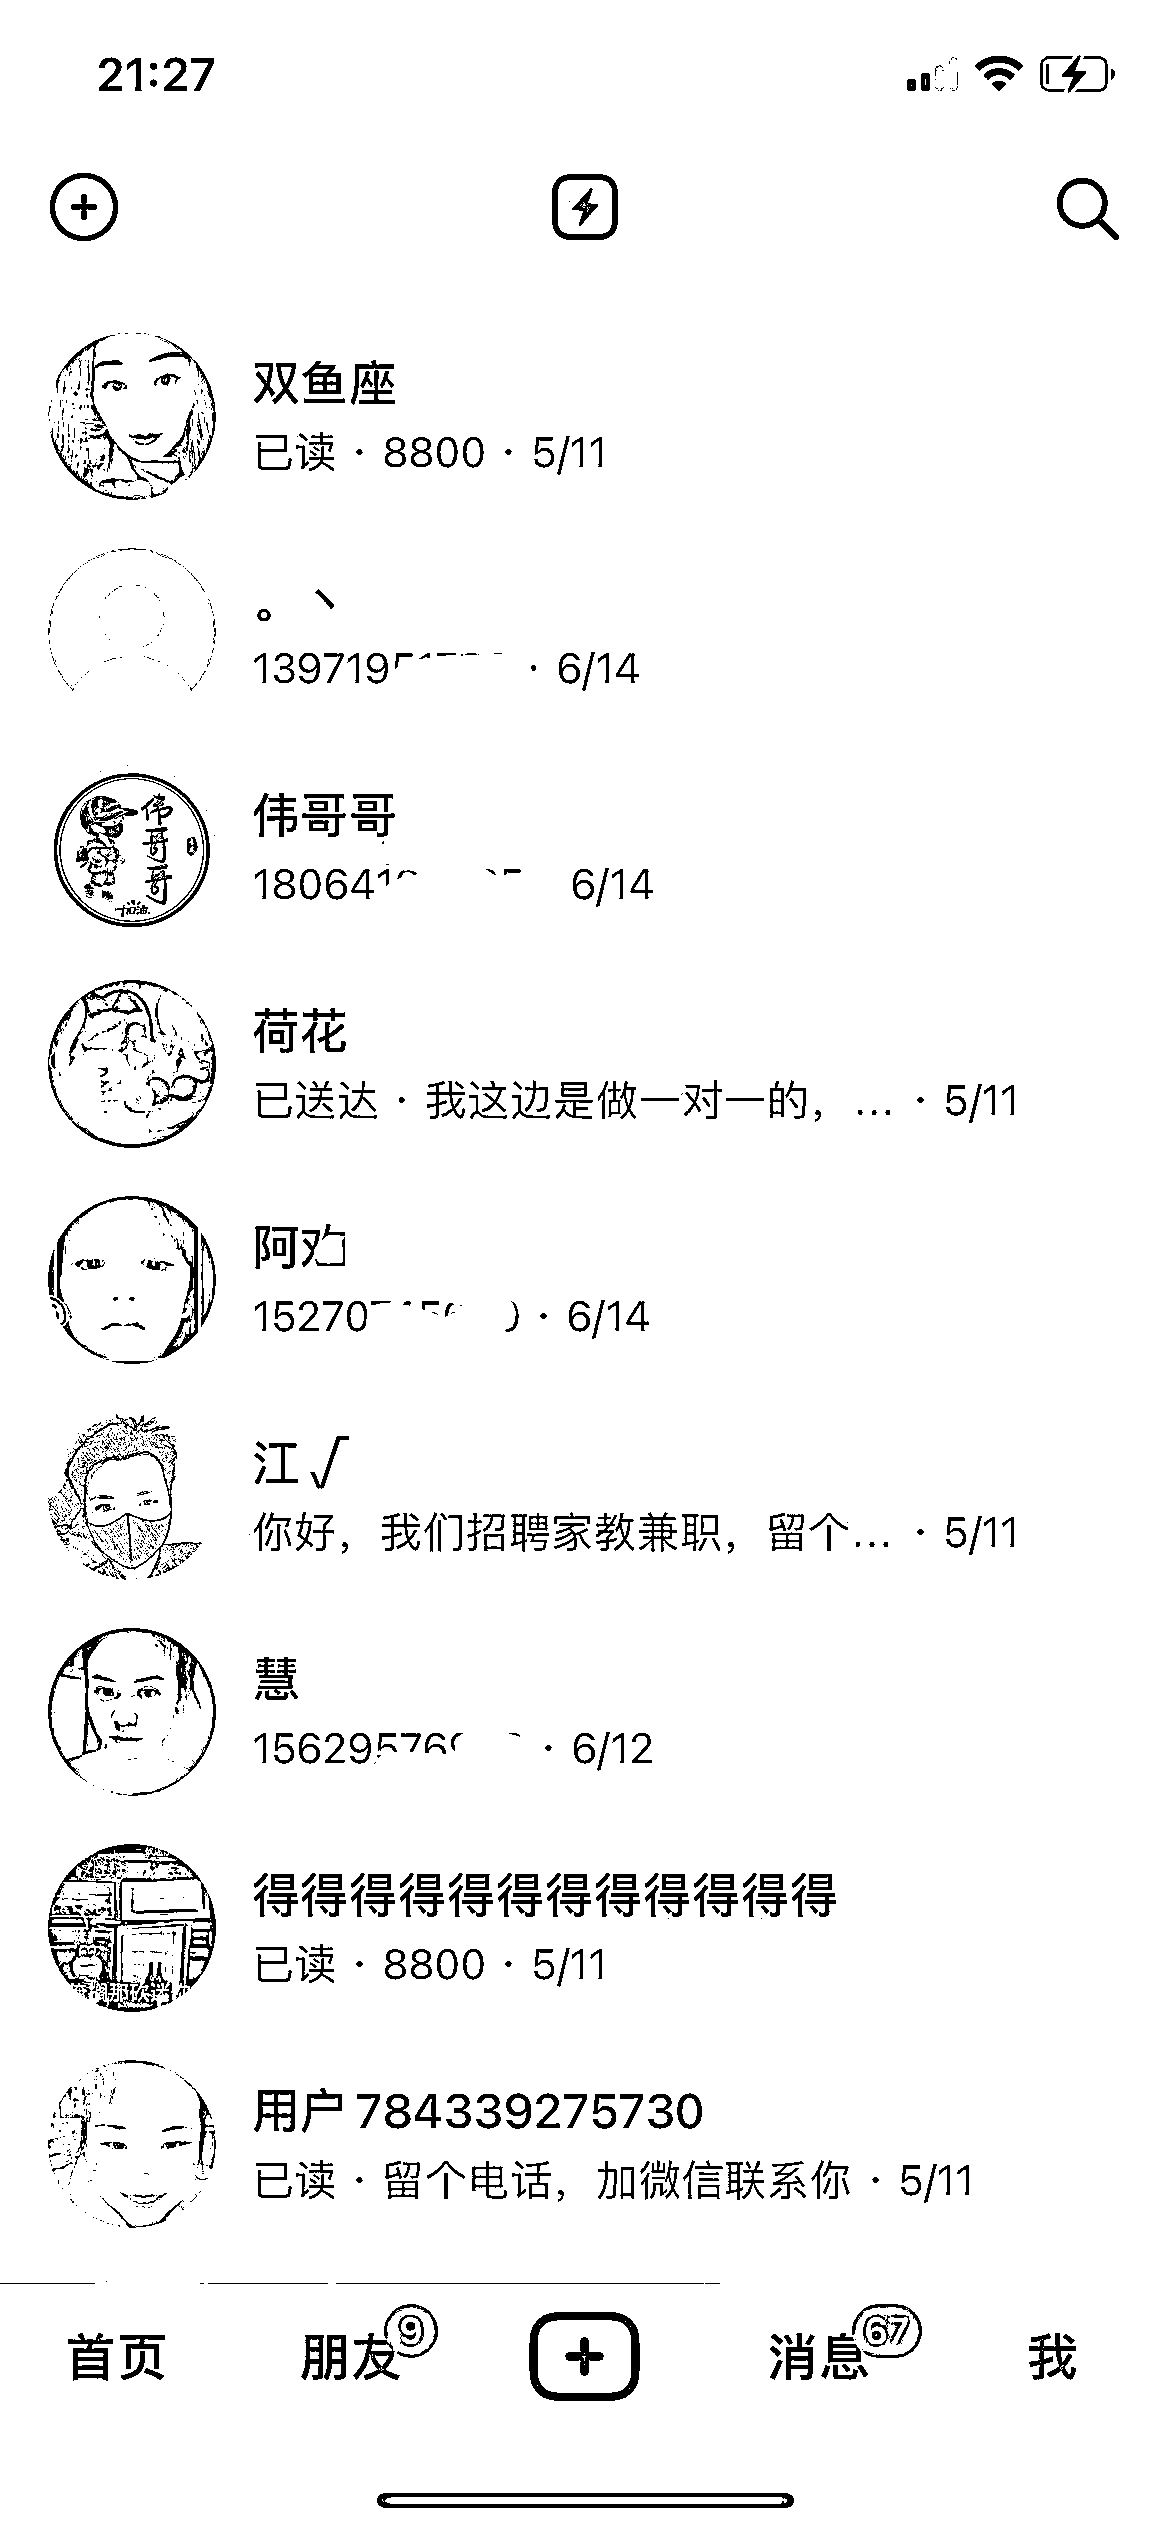 21:27
双鱼座
已读 · 8800 · 5/11
。丶
139719 · 6/14
伟哥哥
伟哥哥
加油
18064 6/14
荷花
已送达 · 我这边是做一对一的，... · 5/11
阿
15270 · 6/14
江√
你好，我们招聘家教兼职，留个... · 5/11
慧
15629576 · 6/12
得得得得得得得得得得得得
已读 · 8800 · 5/11
用户784339275730
已读 · 留个电话，加微信联系你 · 5/11
首页 朋友 9 消息 67 我